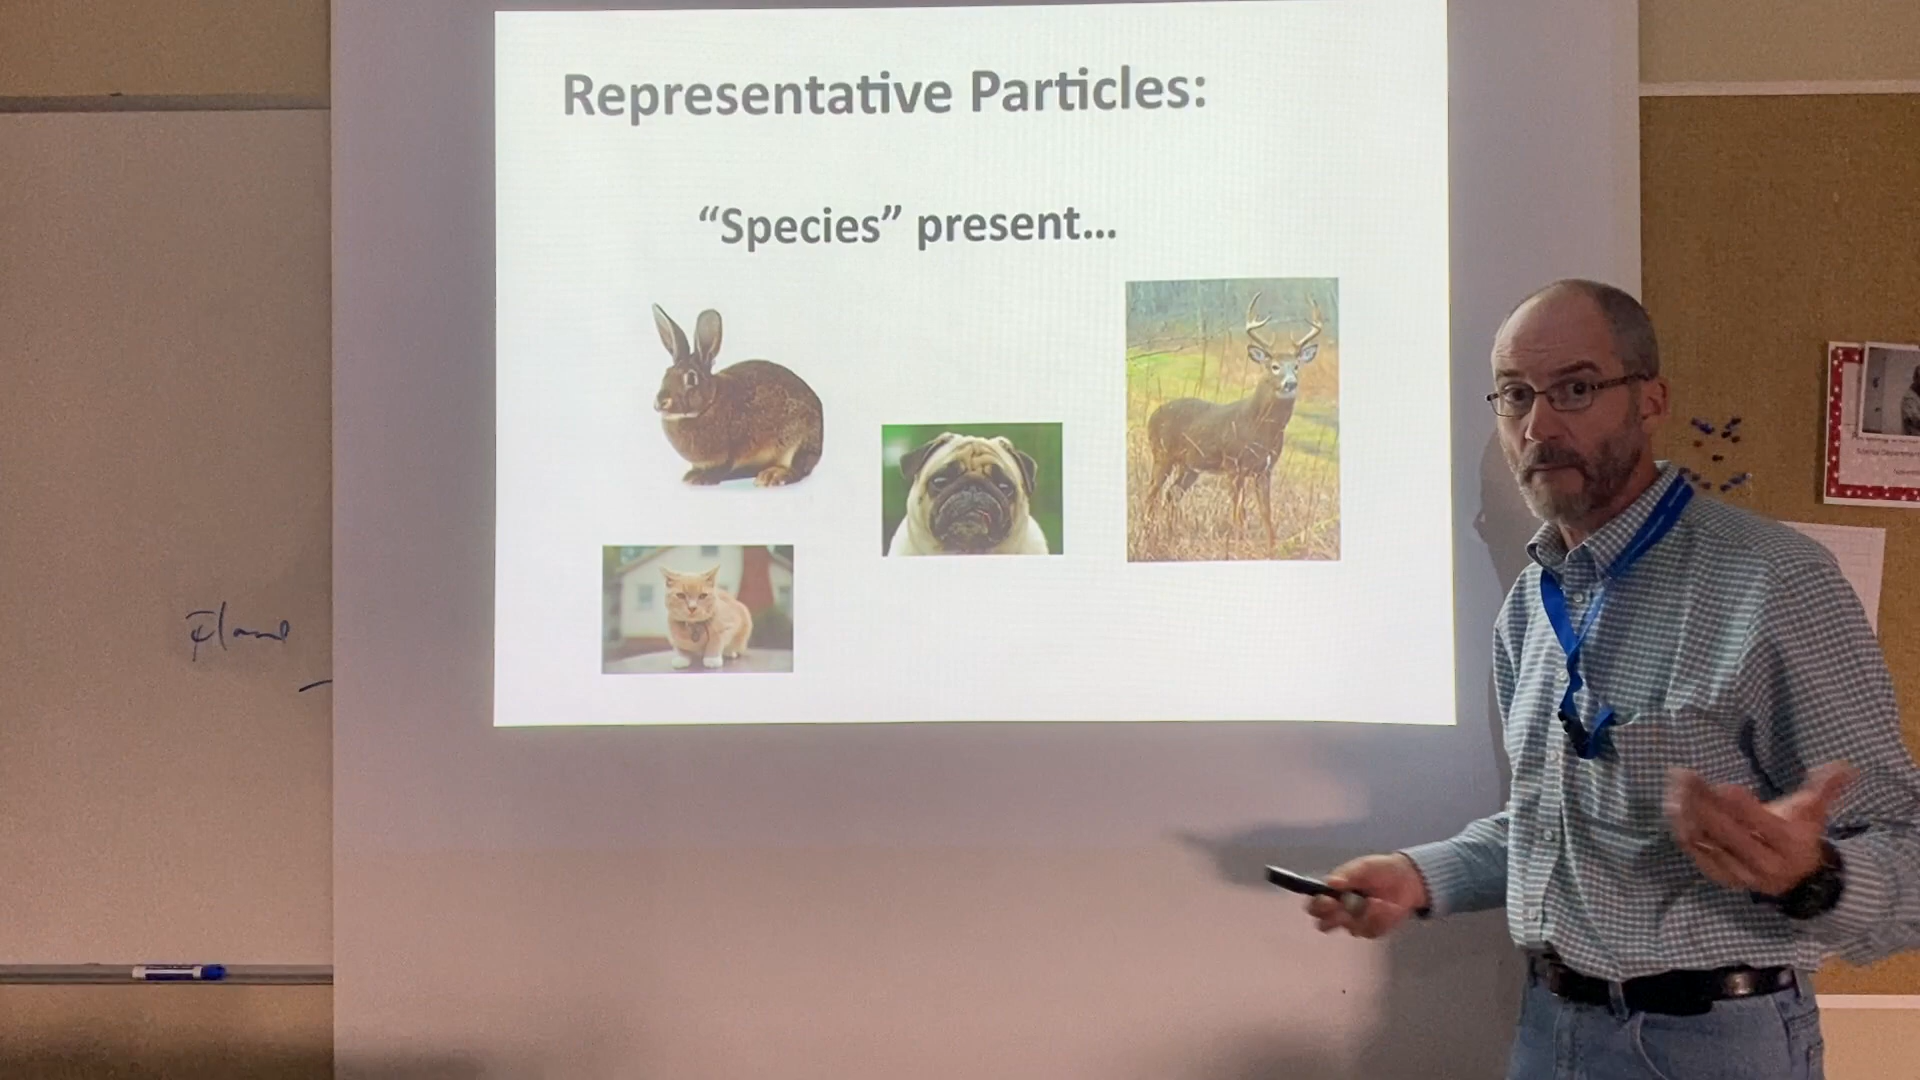 Representative Particles:
“Species” present...